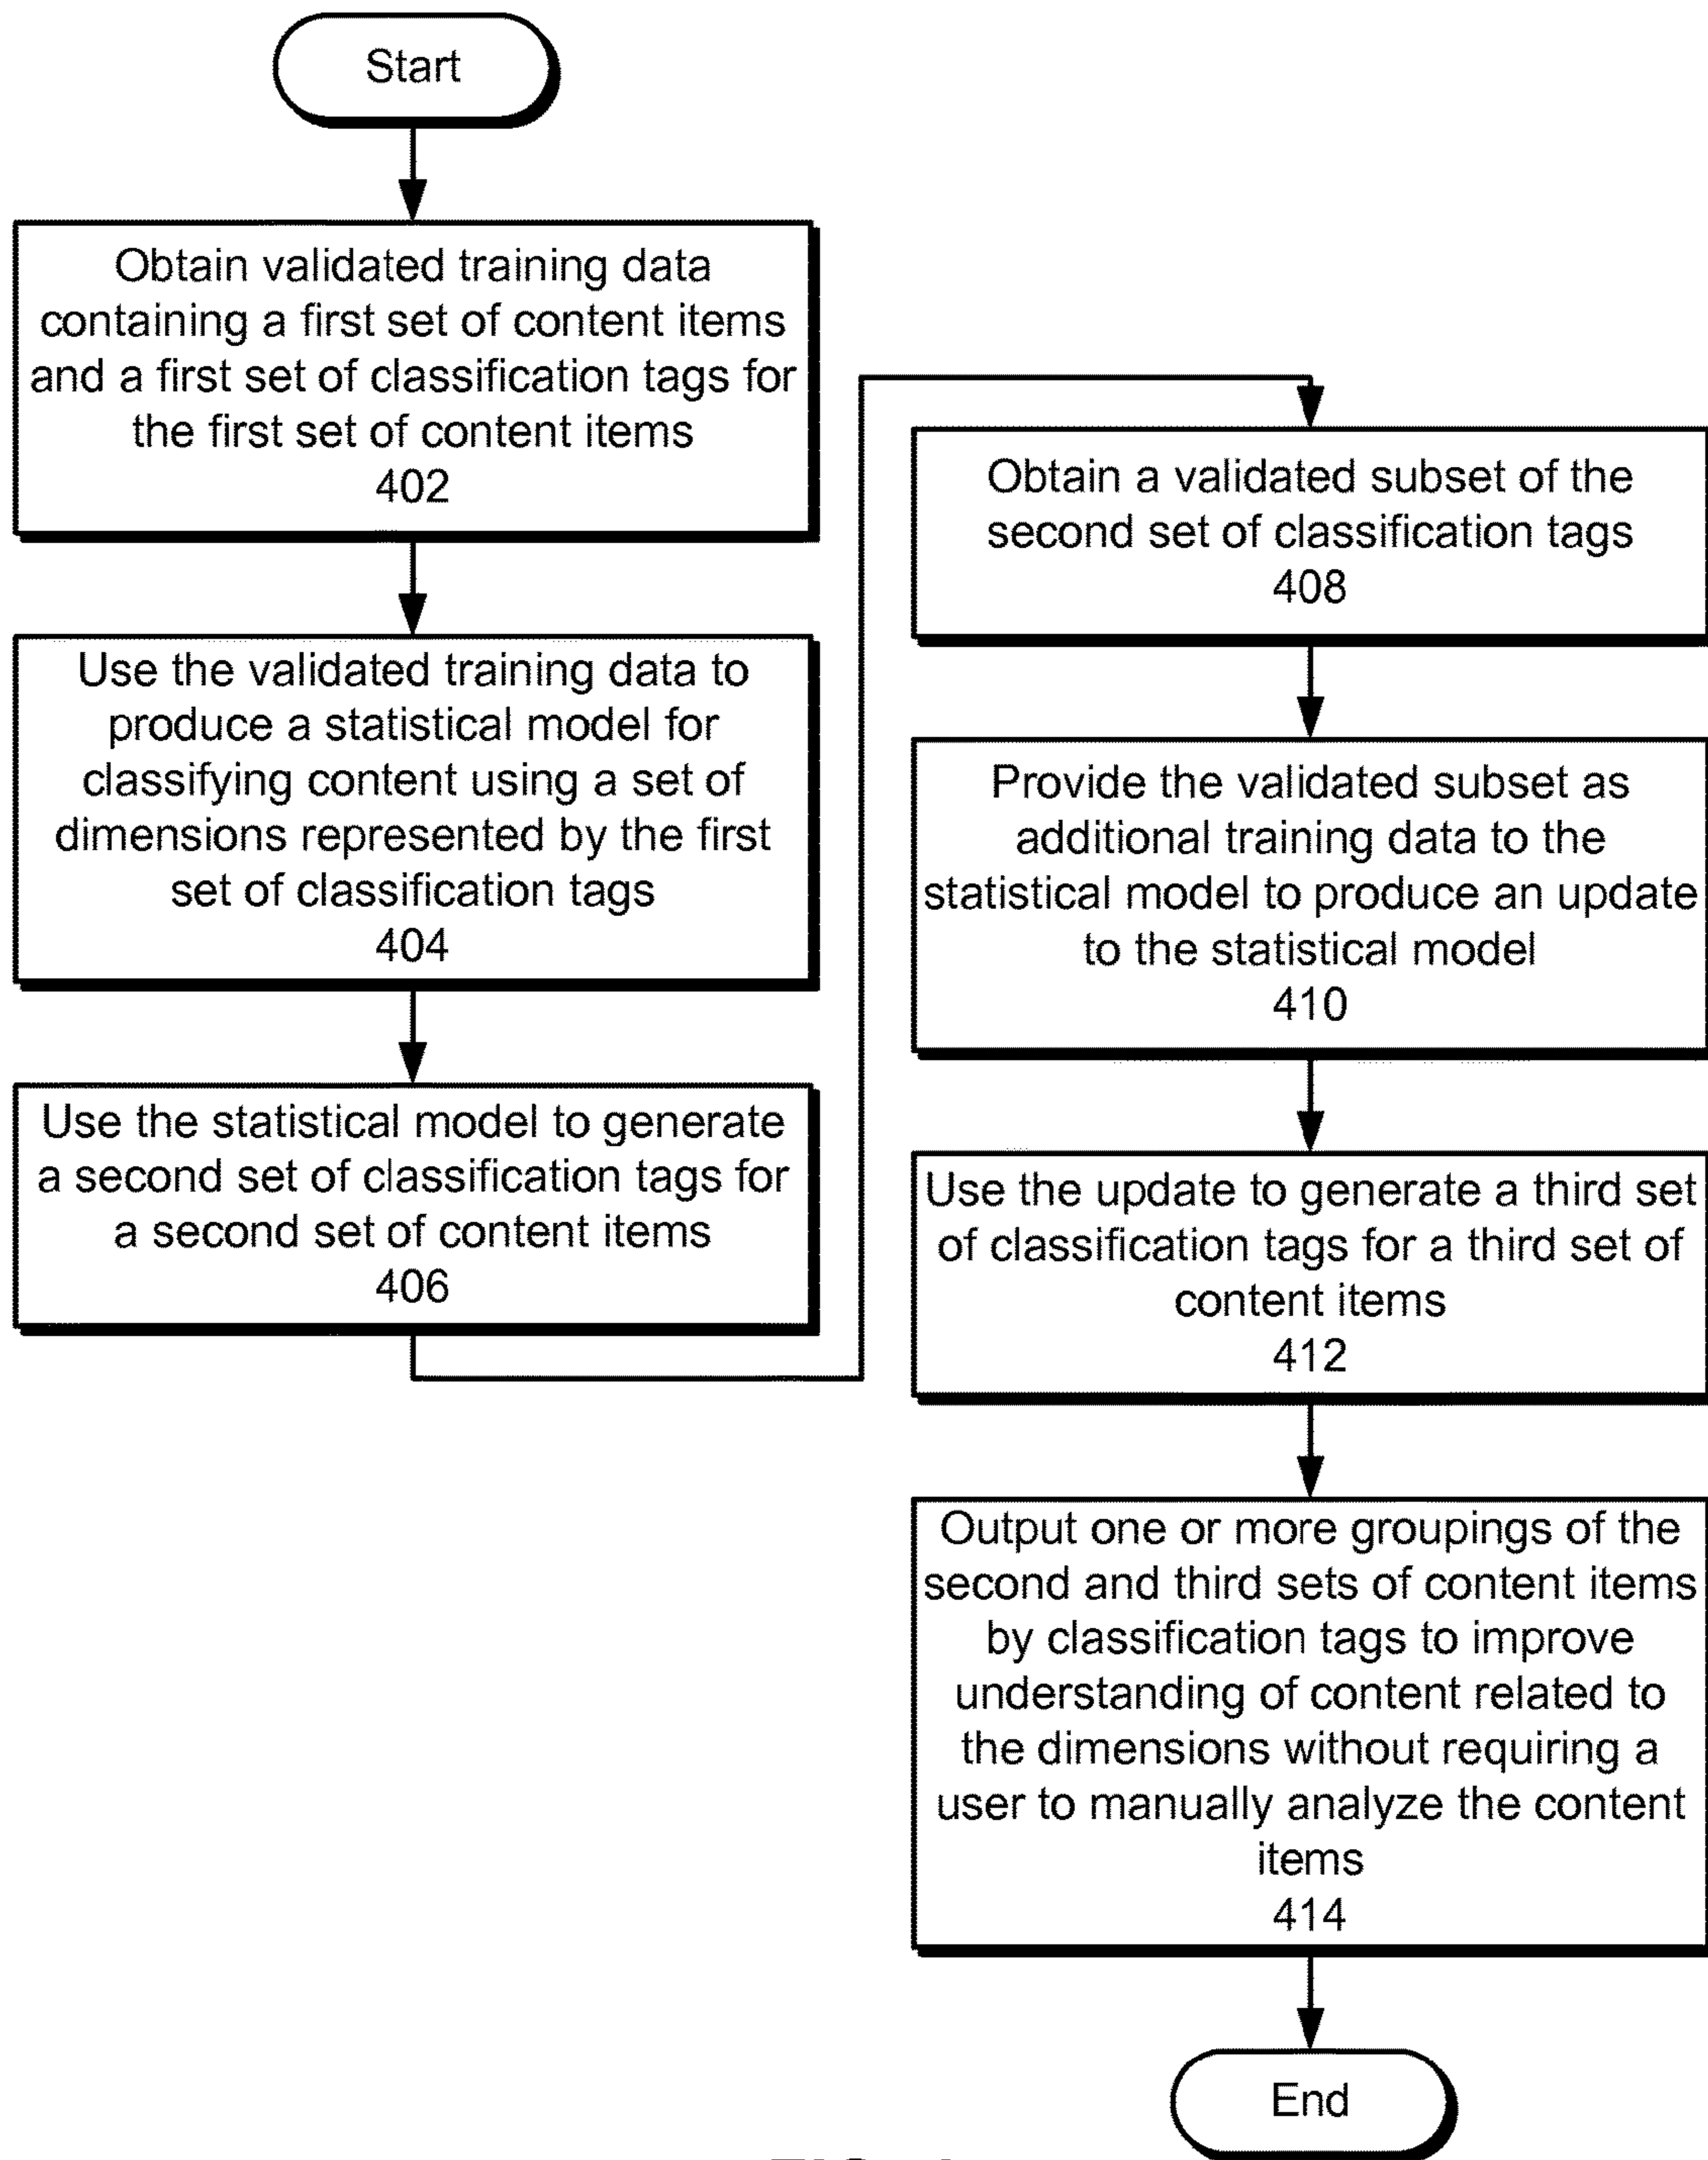 Start
Obtain validated training data
containing a first set of content items
and a first set of classification tags for
the first set of content items
402
Use the validated training data to
produce a statistical model for
classifying content using a set of
dimensions represented by the first
set of classification tags
404
Use the statistical model to generate
a second set of classification tags for
a second set of content items
406
Obtain a validated subset of the
second set of classification tags
408
Provide the validated subset as
additional training data to the
statistical model to produce an update
to the statistical model
410
Use the update to generate a third set
of classification tags for a third set of
content items
412
Output one or more groupings of the
second and third sets of content items
by classification tags to improve
understanding of content related to
the dimensions without requiring a
user to manually analyze the content
items
414
End